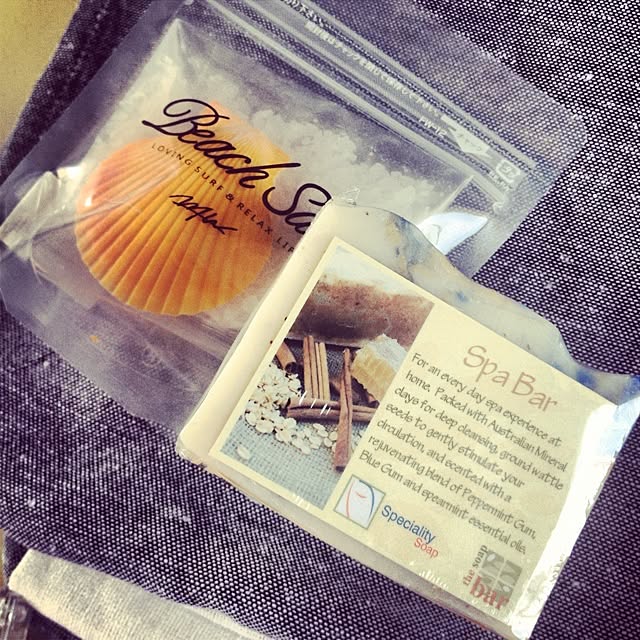 Beach Sa
LOVING SURF & RELAX LIF
Spa Bar
For an every day spa experience at
home. Packed with Australian Mineral
clays for deep cleansing, ground wattle
seeds to gently stimulate your
circulation, and scented with a
rejuvenating blend of Peppermint Gum,
Blue Gum and spearmint essential oils.
Speciality
Soap
the soap
bar